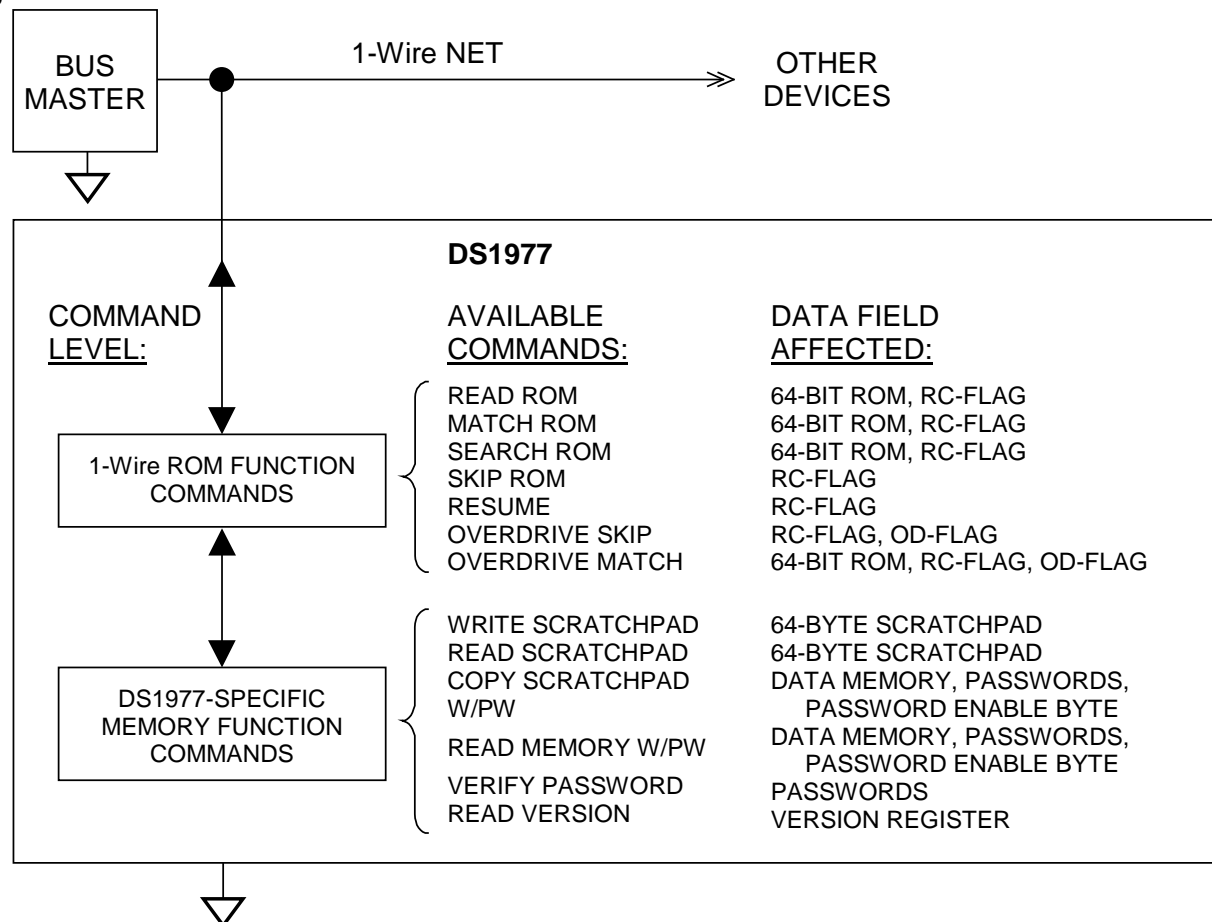 BUS
MASTER
1-Wire NET
OTHER
DEVICES
DS1977
COMMAND
LEVEL:
AVAILABLE
COMMANDS:
DATA FIELD
AFFECTED:
1-Wire ROM FUNCTION
COMMANDS
READ ROM 64-BIT ROM, RC-FLAG
MATCH ROM 64-BIT ROM, RC-FLAG
SEARCH ROM 64-BIT ROM, RC-FLAG
SKIP ROM RC-FLAG
RESUME RC-FLAG
OVERDRIVE SKIP RC-FLAG, OD-FLAG
OVERDRIVE MATCH 64-BIT ROM, RC-FLAG, OD-FLAG
DS1977-SPECIFIC
MEMORY FUNCTION
COMMANDS
WRITE SCRATCHPAD 64-BYTE SCRATCHPAD
READ SCRATCHPAD 64-BYTE SCRATCHPAD
COPY SCRATCHPAD DATA MEMORY, PASSWORDS,
W/PW PASSWORD ENABLE BYTE
READ MEMORY W/PW DATA MEMORY, PASSWORDS,
PASSWORD ENABLE BYTE
VERIFY PASSWORD PASSWORDS
READ VERSION VERSION REGISTER